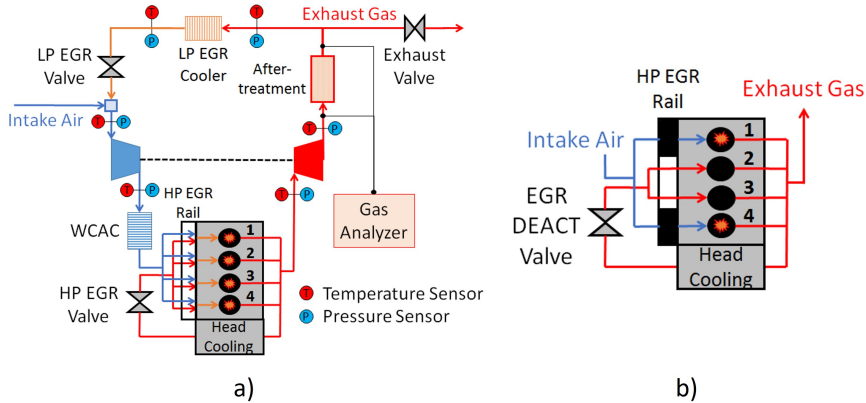 T
T
Exhaust Gas
P
LP EGR
Cooler
P
LP EGR
Valve
After-
treatment
Exhaust
Valve
Intake Air
T
P
T
P
T
P
T
P
HP EGR
Rail
WCAC
Gas
Analyzer
1
2
3
4
HP EGR
Valve
Head
Cooling
T
Temperature Sensor
P
Pressure Sensor
a)
HP EGR
Rail
Exhaust Gas
Intake Air
1
2
3
4
EGR
DEACT
Valve
Head
Cooling
b)